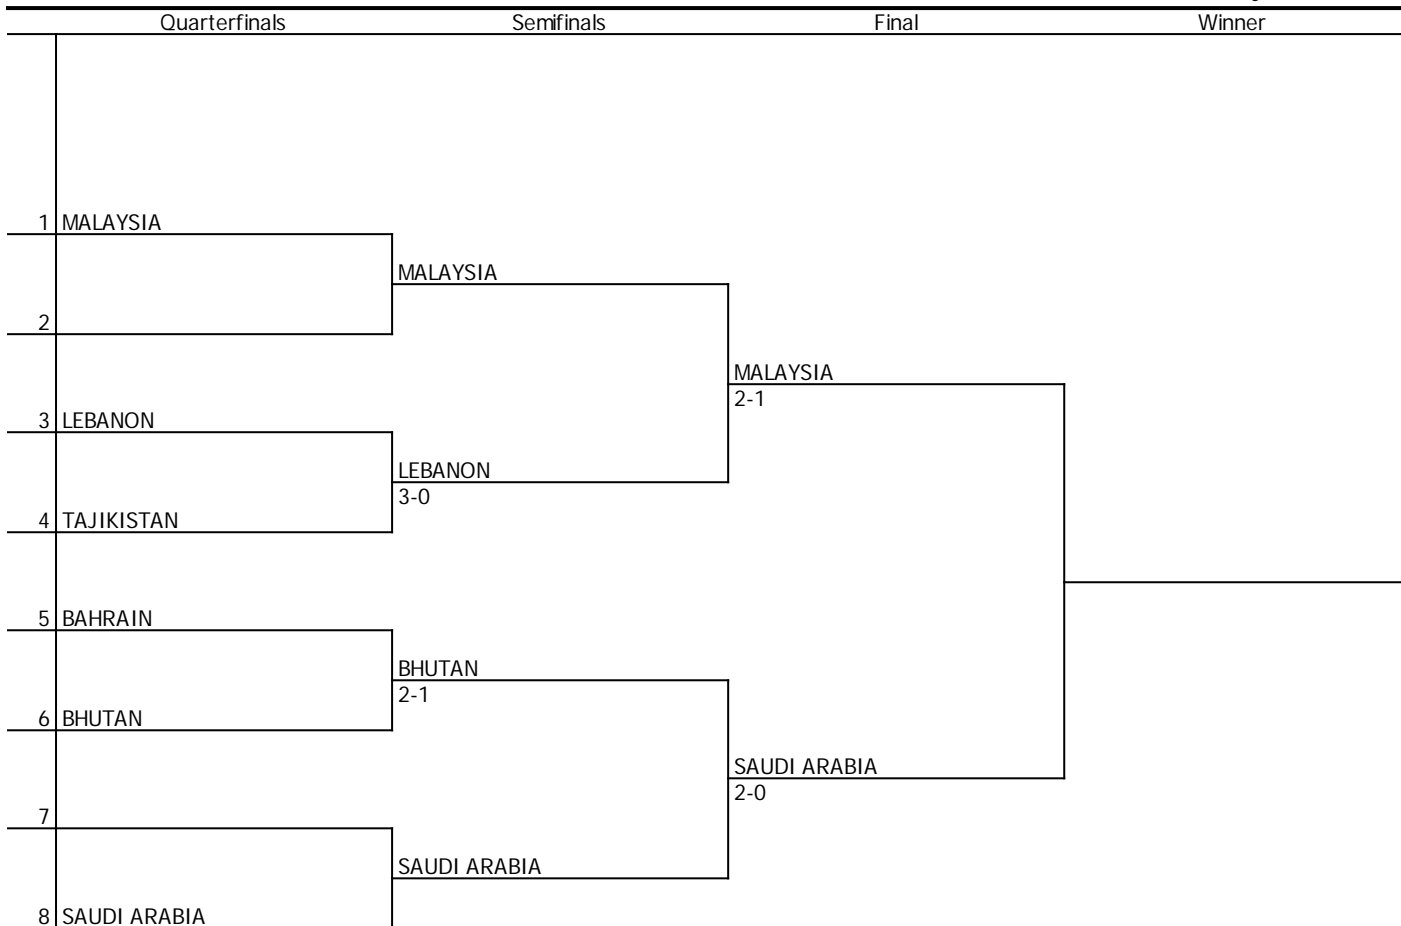 Quarterfinals Semifinals Final Winner
1 MALAYSIA
MALAYSIA
2
MALAYSIA
2-1
3 LEBANON
LEBANON
3-0
4 TAJIKISTAN
5 BAHRAIN
BHUTAN
2-1
6 BHUTAN
SAUDI ARABIA
2-0
7
SAUDI ARABIA
8 SAUDI ARABIA